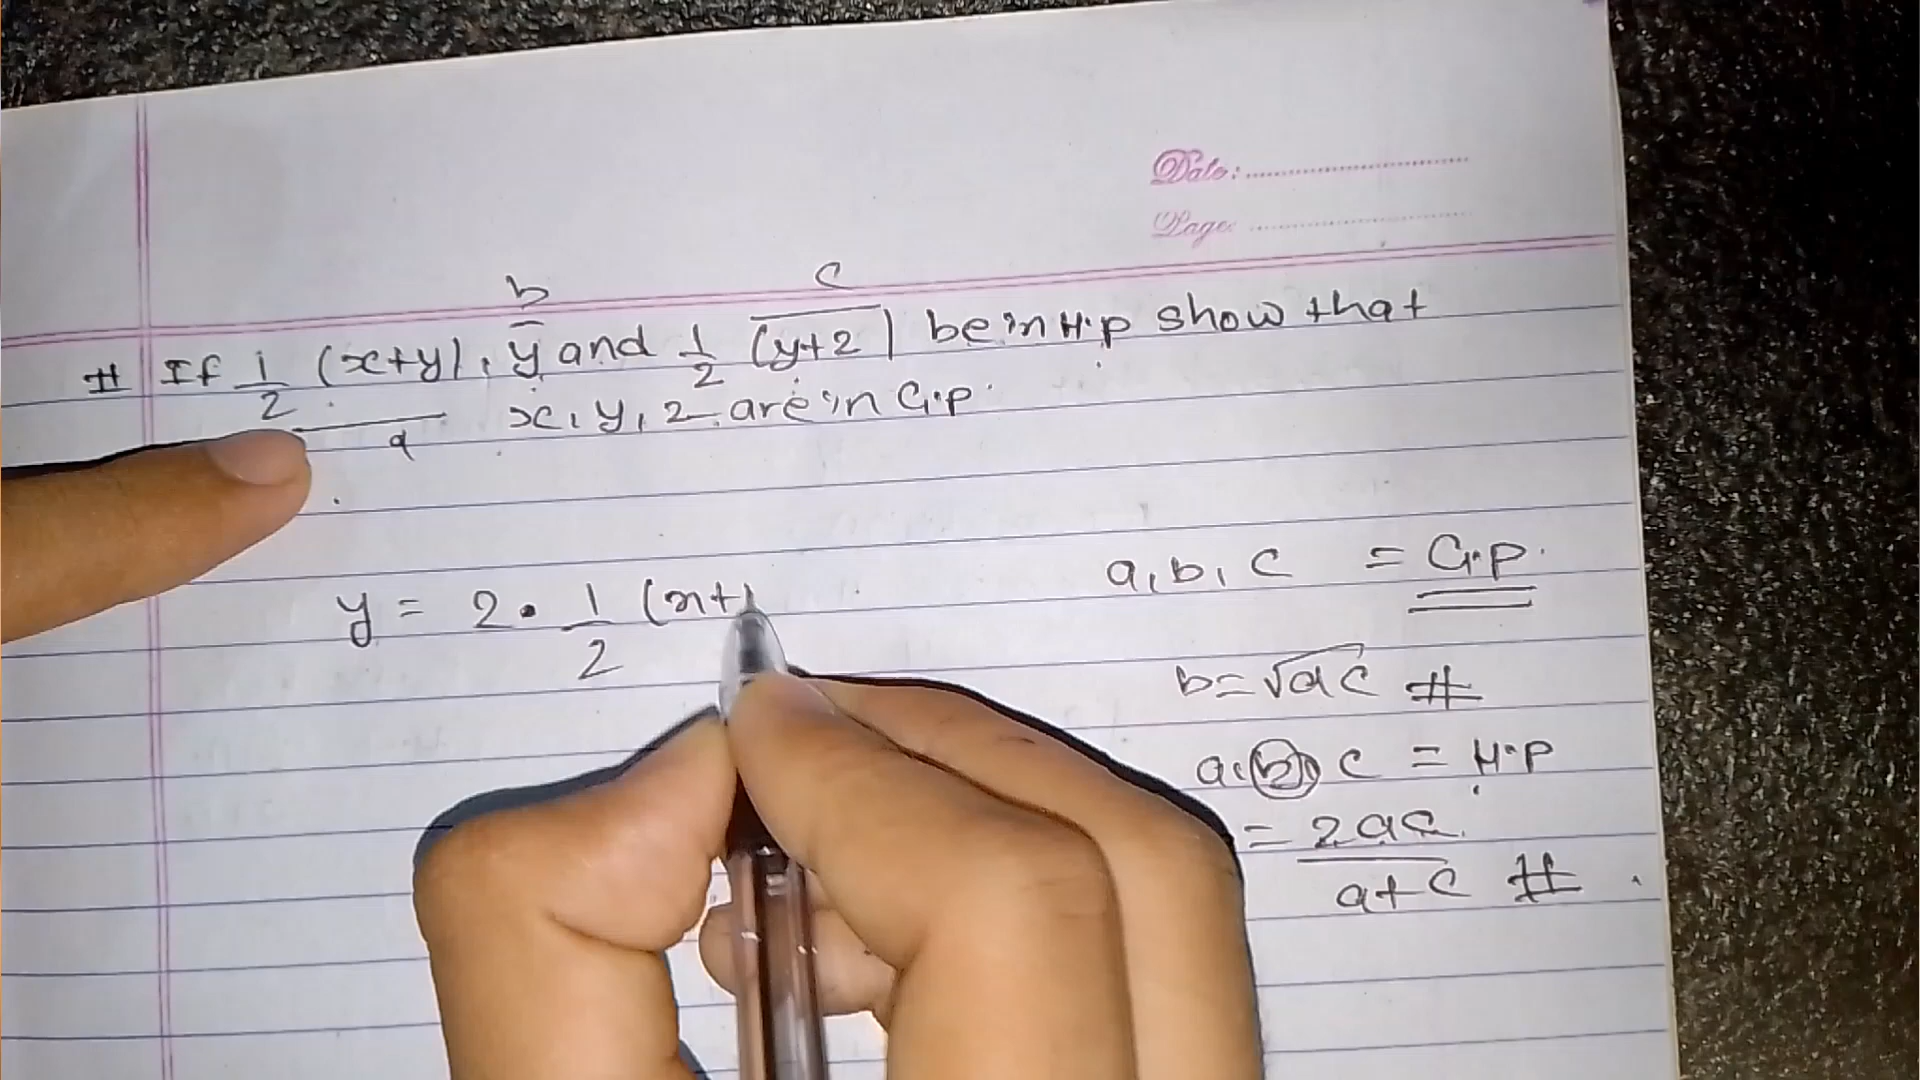 Date:
Page:
b c
# If 1/2 (x+y), y and 1/2 (y+z) be in H.p show that
x, y, z are in G.p.
a
a, b, c = G.p.
y = 2 . 1/2 (x+y
b = √ac #
a, b, c = H.p
= 2ac/a+c #